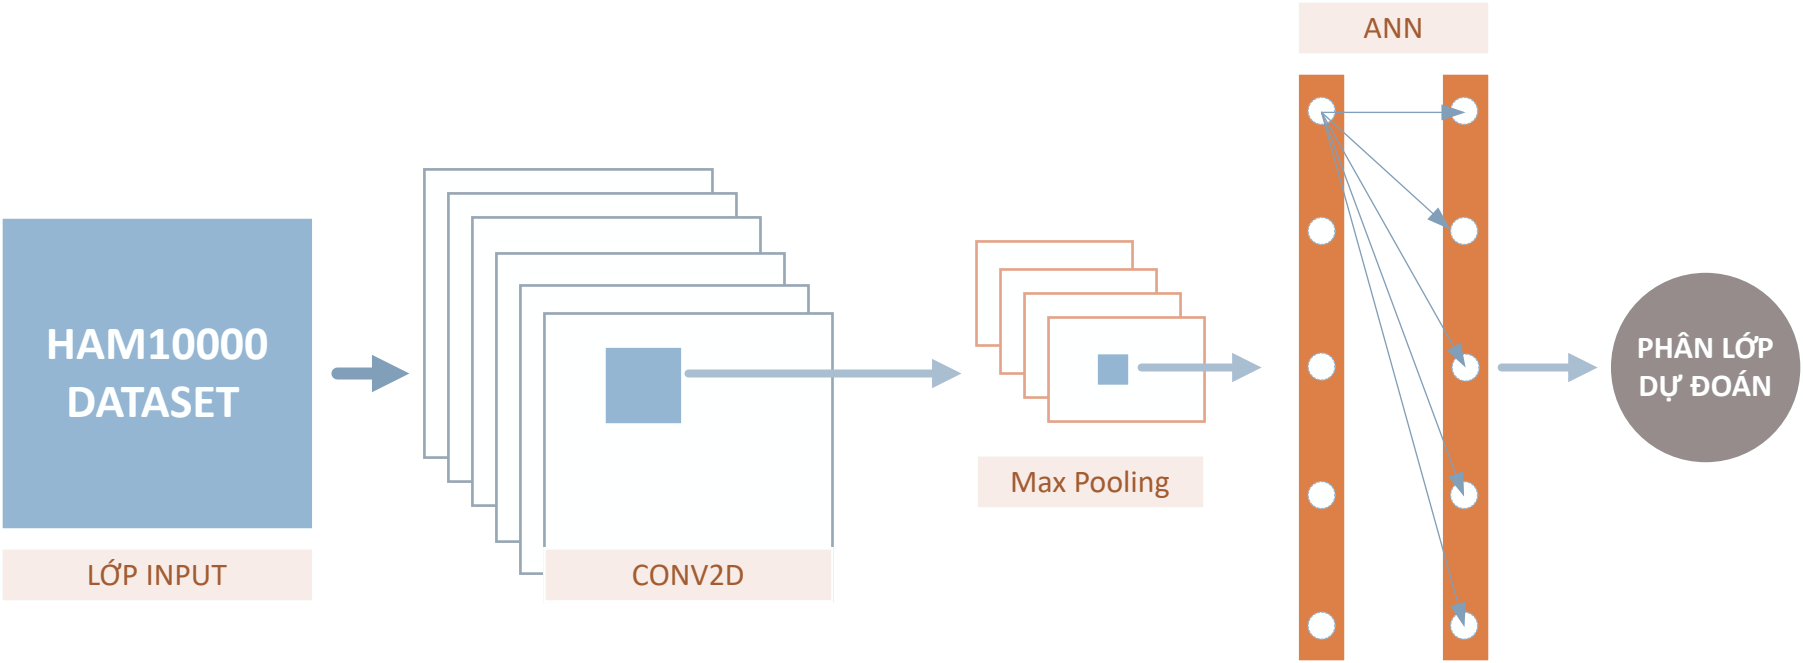 HAM10000
DATASET
LỚP INPUT
CONV2D
Max Pooling
ANN
PHÂN LỚP
DỰ ĐOÁN